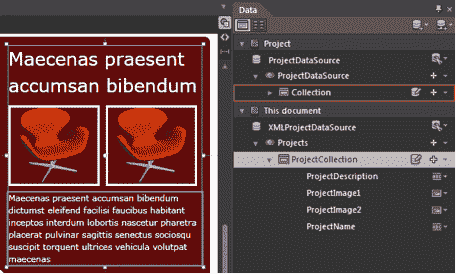 Data
Maecenas praesent
accumsan bibendum
Maecenas praesent accumsan bibendum
dictumst eleifend facilisi faucibus habitant
inceptos interdum lobortis nascetur pharetra
placerat pulvinar sagittis senectus sociosqu
suscipit torquent ultrices vehicula volutpat
maecenas
Project
ProjectDataSource
ProjectDataSource
Collection
This document
XMLProjectDataSource
Projects
ProjectCollection
ProjectDescription
ProjectImage1
ProjectImage2
ProjectName